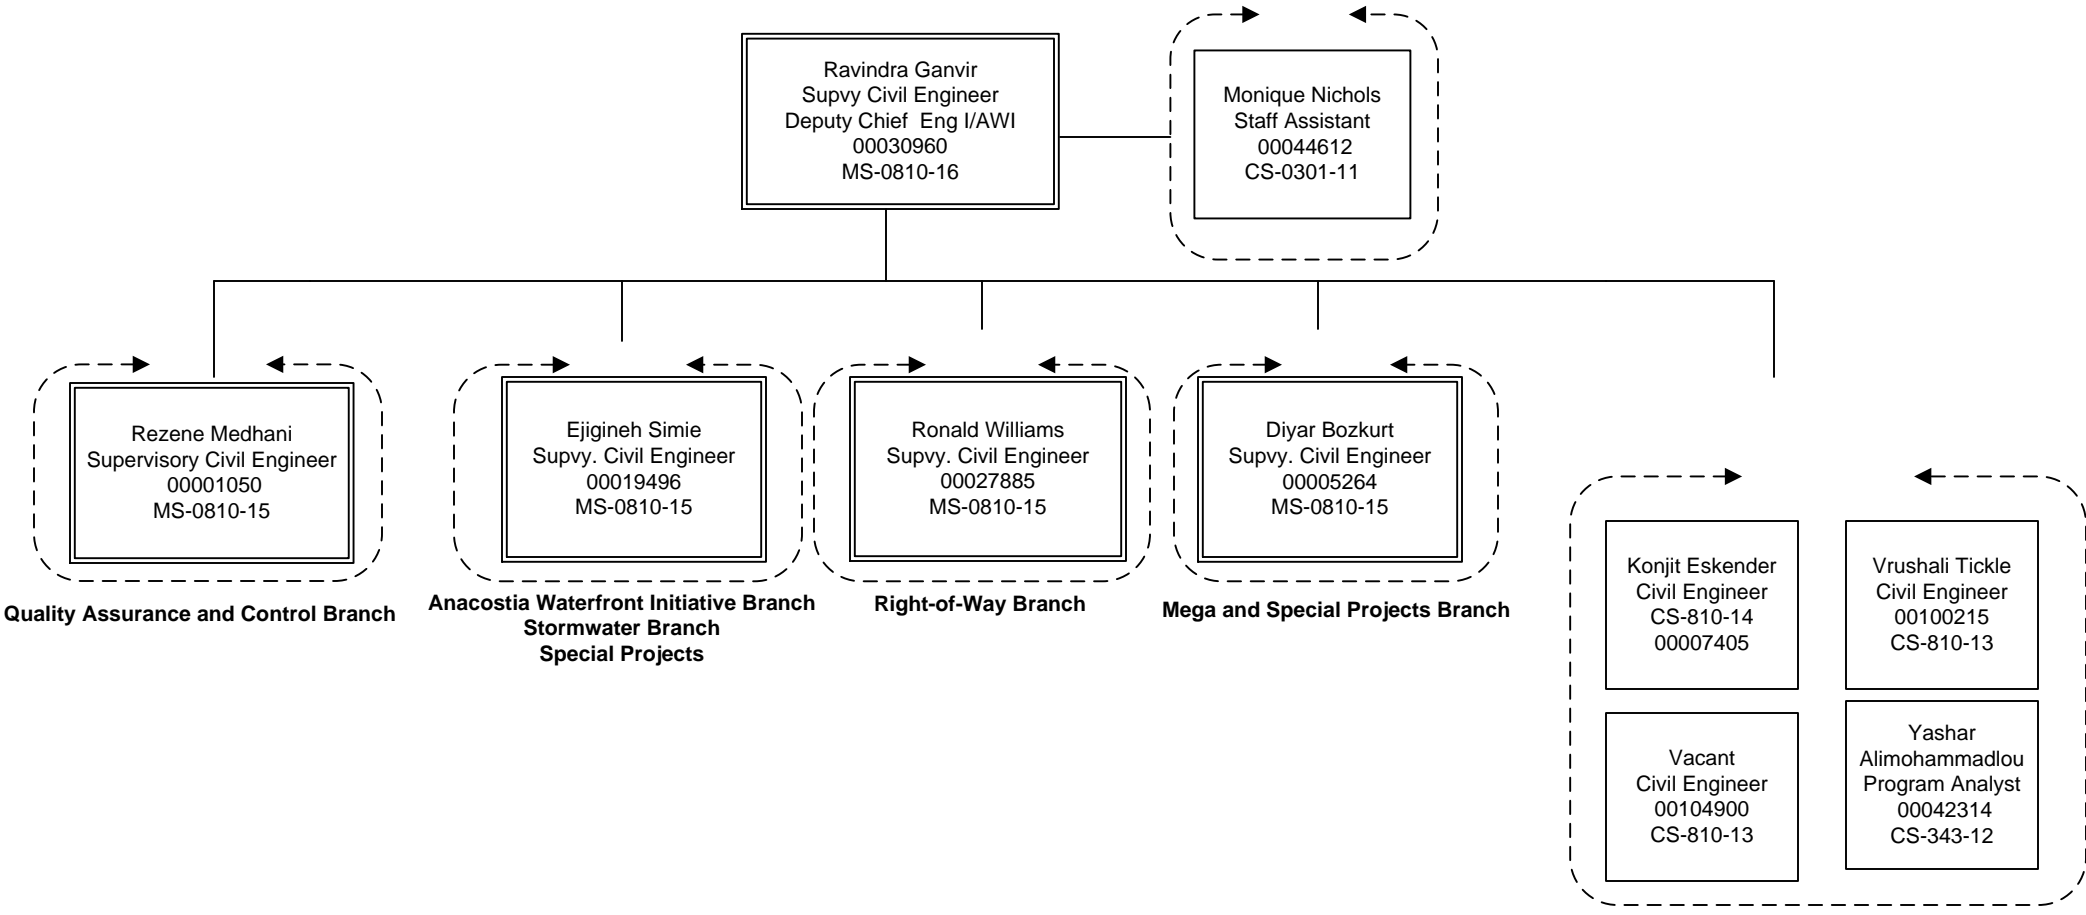 Ravindra Ganvir
Supvy Civil Engineer
Deputy Chief  Eng I/AWI
00030960
MS-0810-16
Monique Nichols
Staff Assistant
00044612
CS-0301-11
Rezene Medhani
Supervisory Civil Engineer
00001050
MS-0810-15
Quality Assurance and Control Branch
Ejigineh Simie
Supvy. Civil Engineer
00019496
MS-0810-15
Anacostia Waterfront Initiative Branch
Stormwater Branch
Special Projects
Ronald Williams
Supvy. Civil Engineer
00027885
MS-0810-15
Right-of-Way Branch
Diyar Bozkurt
Supvy. Civil Engineer
00005264
MS-0810-15
Mega and Special Projects Branch
Konjit Eskender
Civil Engineer
CS-810-14
00007405
Vrushali Tickle
Civil Engineer
00100215
CS-810-13
Vacant
Civil Engineer
00104900
CS-810-13
Yashar
Alimohammadlou
Program Analyst
00042314
CS-343-12